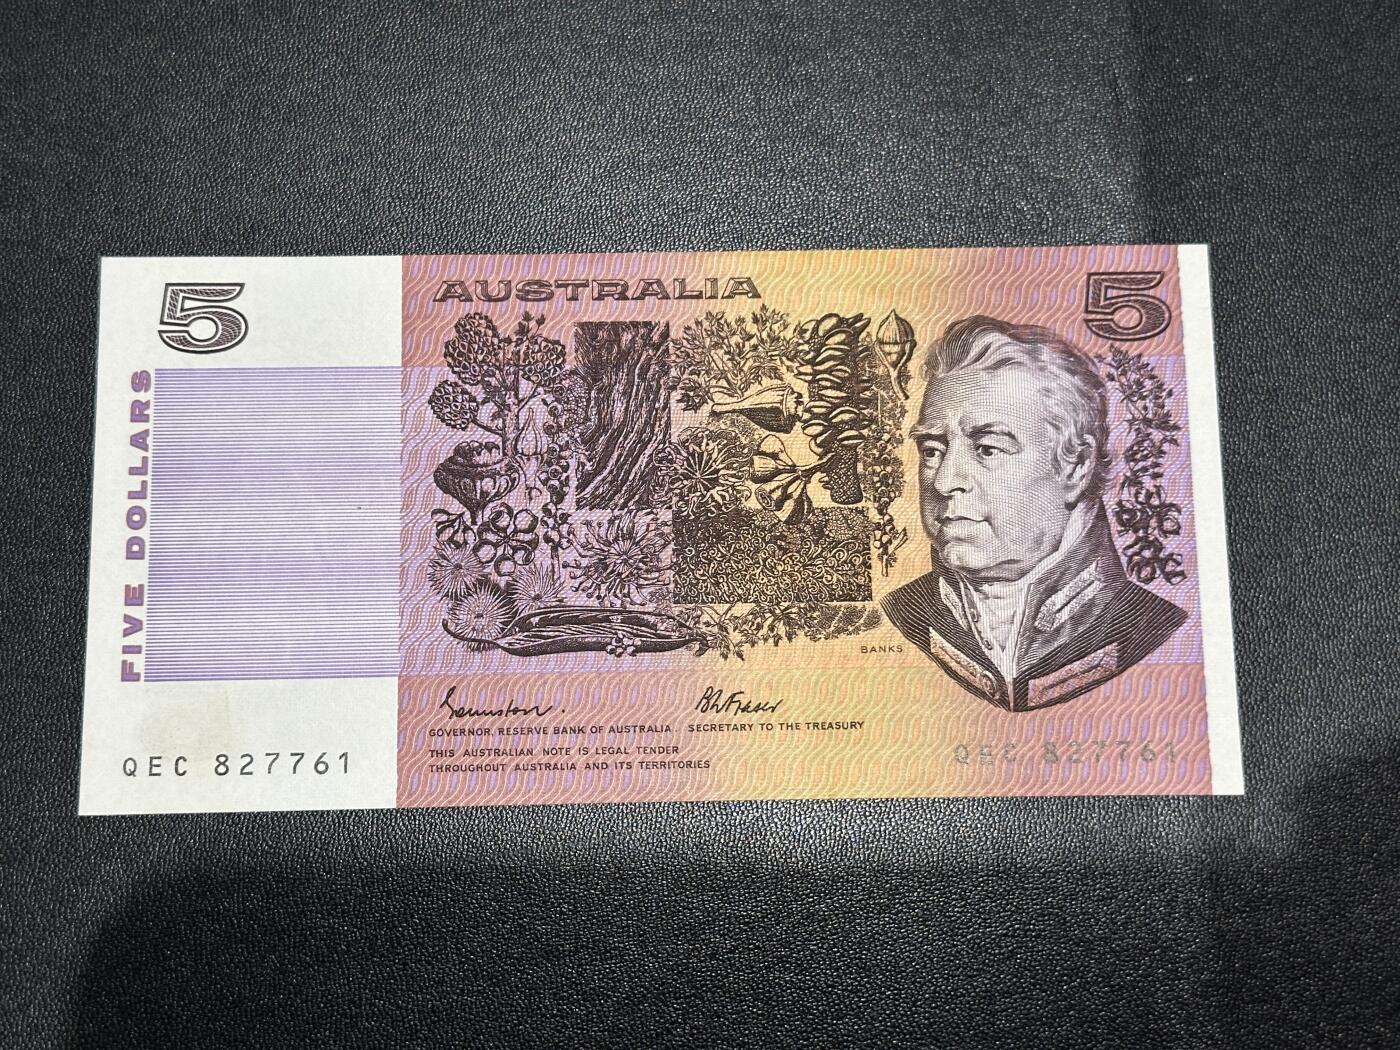 5
AUSTRALIA
5
FIVE DOLLARS
BANKS
GOVERNOR, RESERVE BANK OF AUSTRALIA. SECRETARY TO THE TREASURY
THIS AUSTRALIAN NOTE IS LEGAL TENDER
THROUGHOUT AUSTRALIA AND ITS TERRITORIES
QEC 827761
QEC 827761